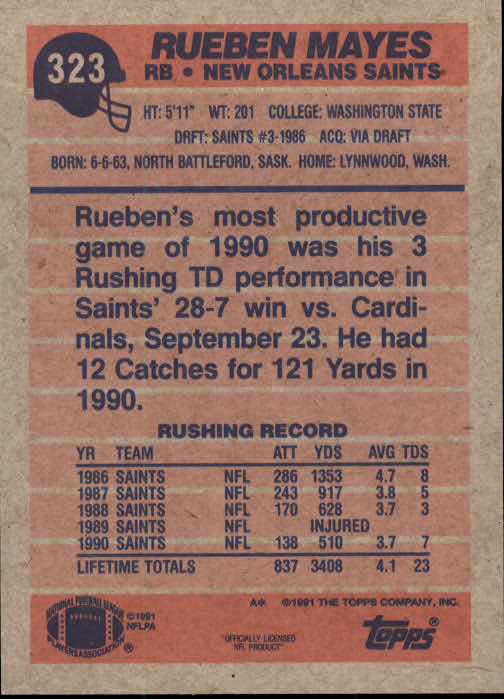 323
RUEBEN MAYES
RB • NEW ORLEANS SAINTS
HT: 5'11" WT: 201 COLLEGE: WASHINGTON STATE
DRFT: SAINTS #3-1986 ACQ: VIA DRAFT
BORN: 6-6-63, NORTH BATTLEFORD, SASK. HOME: LYNNWOOD, WASH.
Rueben's most productive
game of 1990 was his 3
Rushing TD performance in
Saints' 28-7 win vs. Cardi-
nals, September 23. He had
12 Catches for 121 Yards in
1990.
RUSHING RECORD
YR TEAM ATT YDS AVG TDS
1986 SAINTS NFL 286 1353 4.7 8
1987 SAINTS NFL 243 917 3.8 5
1988 SAINTS NFL 170 628 3.7 3
1989 SAINTS NFL INJURED
1990 SAINTS NFL 138 510 3.7 7
LIFETIME TOTALS 837 3408 4.1 23
A* ©1991 THE TOPPS COMPANY, INC.
NATIONAL FOOTBALL LEAGUE
PLAYERS ASSOCIATION
®
©1991
NFLPA
"OFFICIALLY LICENSED
NFL PRODUCT"
topps®